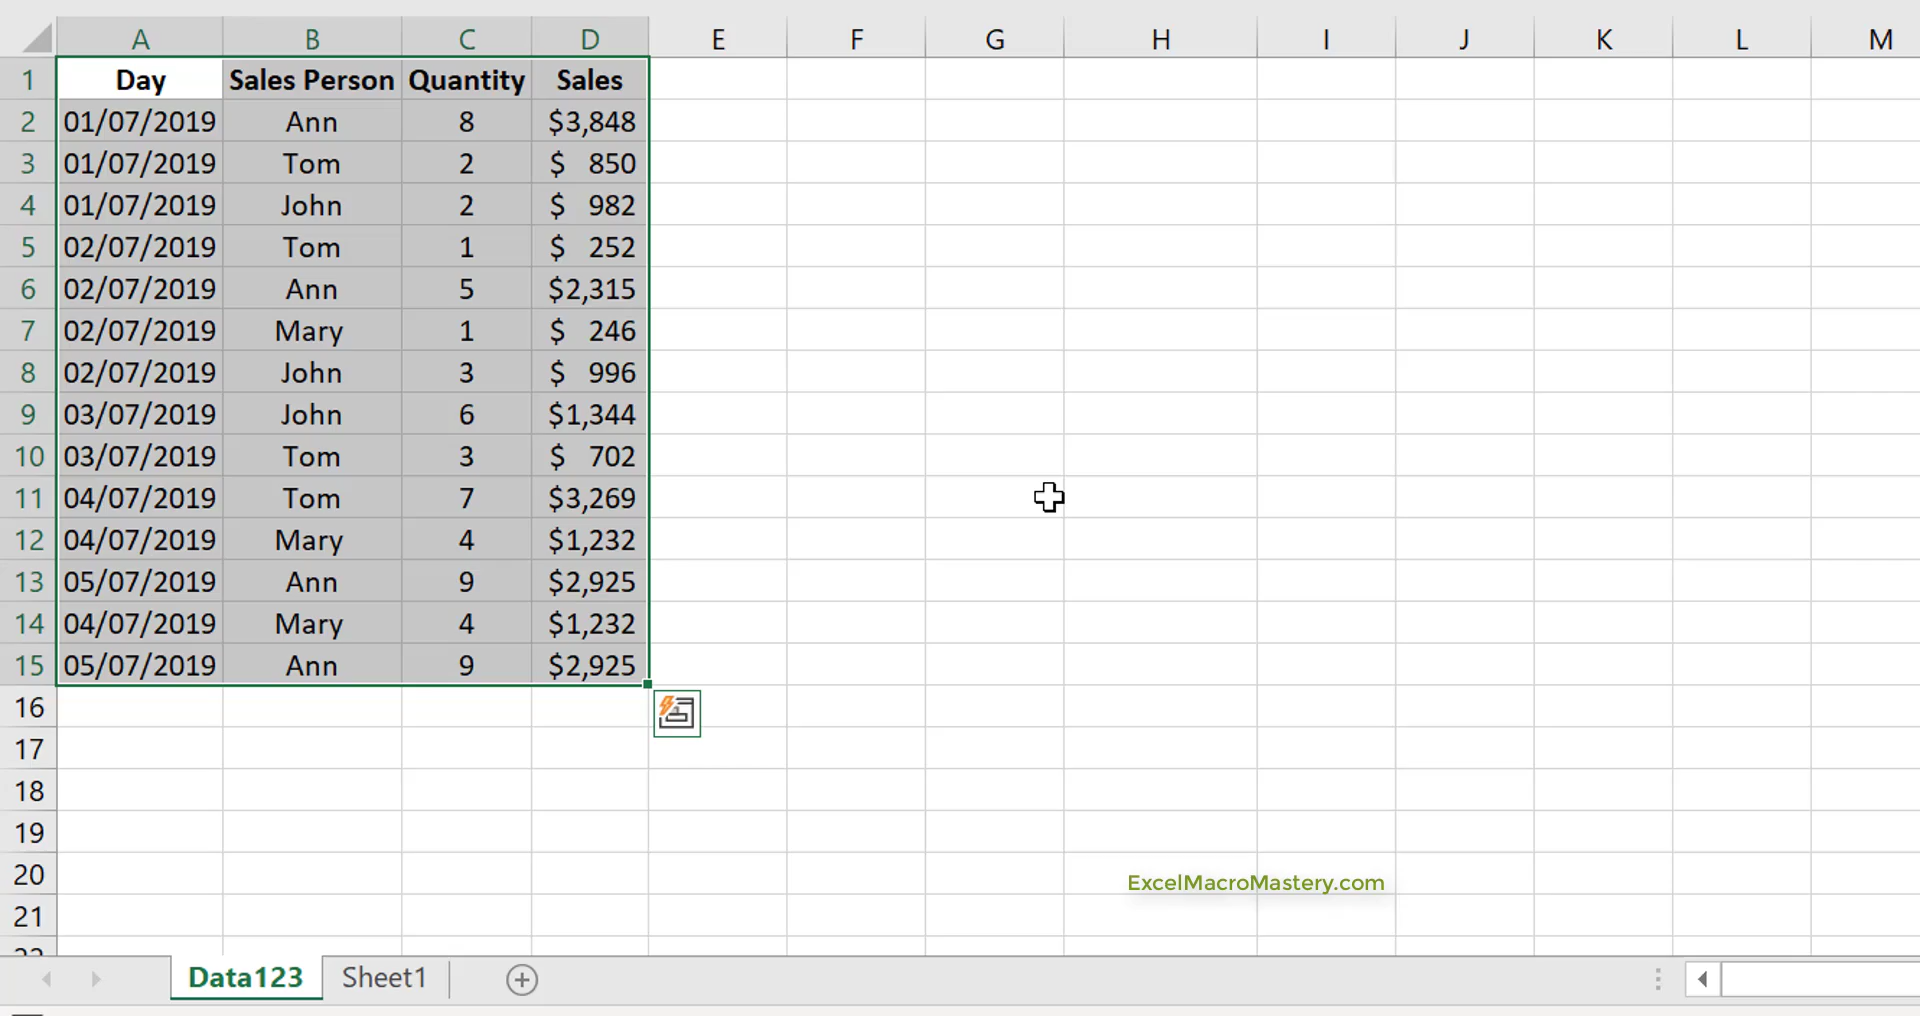 A B C D E F G H I J K L M
1 Day Sales Person Quantity Sales
2 01/07/2019 Ann 8 $3,848
3 01/07/2019 Tom 2 $ 850
4 01/07/2019 John 2 $ 982
5 02/07/2019 Tom 1 $ 252
6 02/07/2019 Ann 5 $2,315
7 02/07/2019 Mary 1 $ 246
8 02/07/2019 John 3 $ 996
9 03/07/2019 John 6 $1,344
10 03/07/2019 Tom 3 $ 702
11 04/07/2019 Tom 7 $3,269
12 04/07/2019 Mary 4 $1,232
13 05/07/2019 Ann 9 $2,925
14 04/07/2019 Mary 4 $1,232
15 05/07/2019 Ann 9 $2,925
16
17
18
19
20 ExcelMacroMastery.com
21
Data123 Sheet1